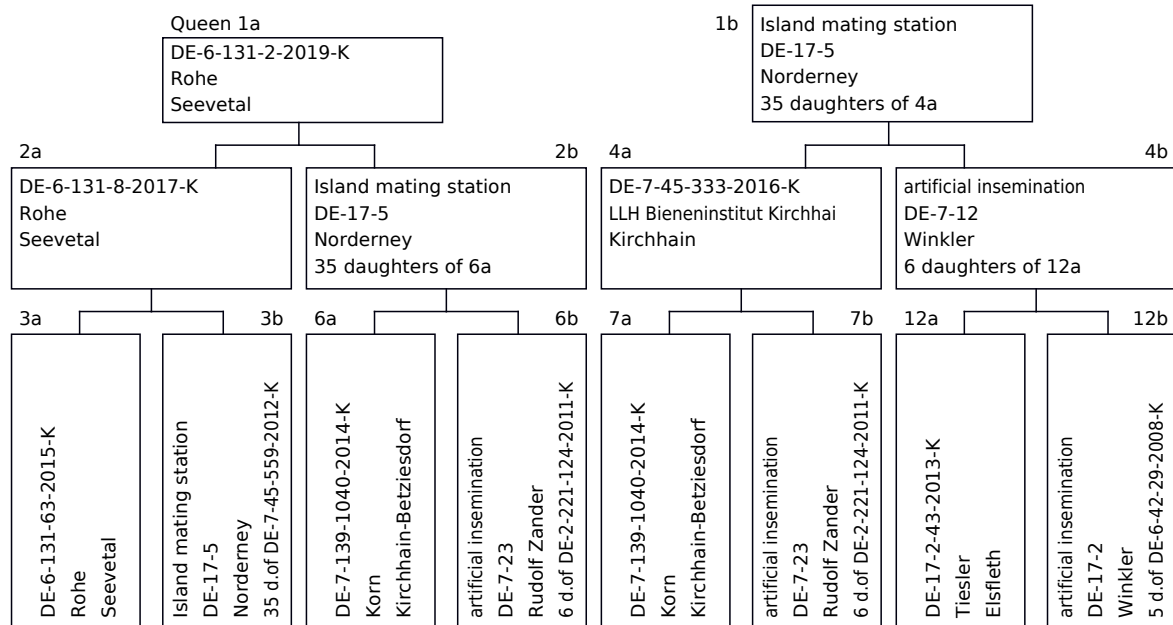 Queen 1a
DE-6-131-2-2019-K
Rohe
Seevetal
1b
Island mating station
DE-17-5
Norderney
35 daughters of 4a
2a
DE-6-131-8-2017-K
Rohe
Seevetal
2b
Island mating station
DE-17-5
Norderney
35 daughters of 6a
4a
DE-7-45-333-2016-K
LLH Bieneninstitut Kirchhai
Kirchhain
4b
artificial insemination
DE-7-12
Winkler
6 daughters of 12a
3a
DE-6-131-63-2015-K
Rohe
Seevetal
3b
Island mating station
DE-17-5
Norderney
35 d.of DE-7-45-559-2012-K
6a
DE-7-139-1040-2014-K
Korn
Kirchhain-Betziesdorf
6b
artificial insemination
DE-7-23
Rudolf Zander
6 d.of DE-2-221-124-2011-K
7a
DE-7-139-1040-2014-K
Korn
Kirchhain-Betziesdorf
7b
artificial insemination
DE-7-23
Rudolf Zander
6 d.of DE-2-221-124-2011-K
12a
DE-17-2-43-2013-K
Tiesler
Elsfleth
12b
artificial insemination
DE-17-2
Winkler
5 d.of DE-6-42-29-2008-K